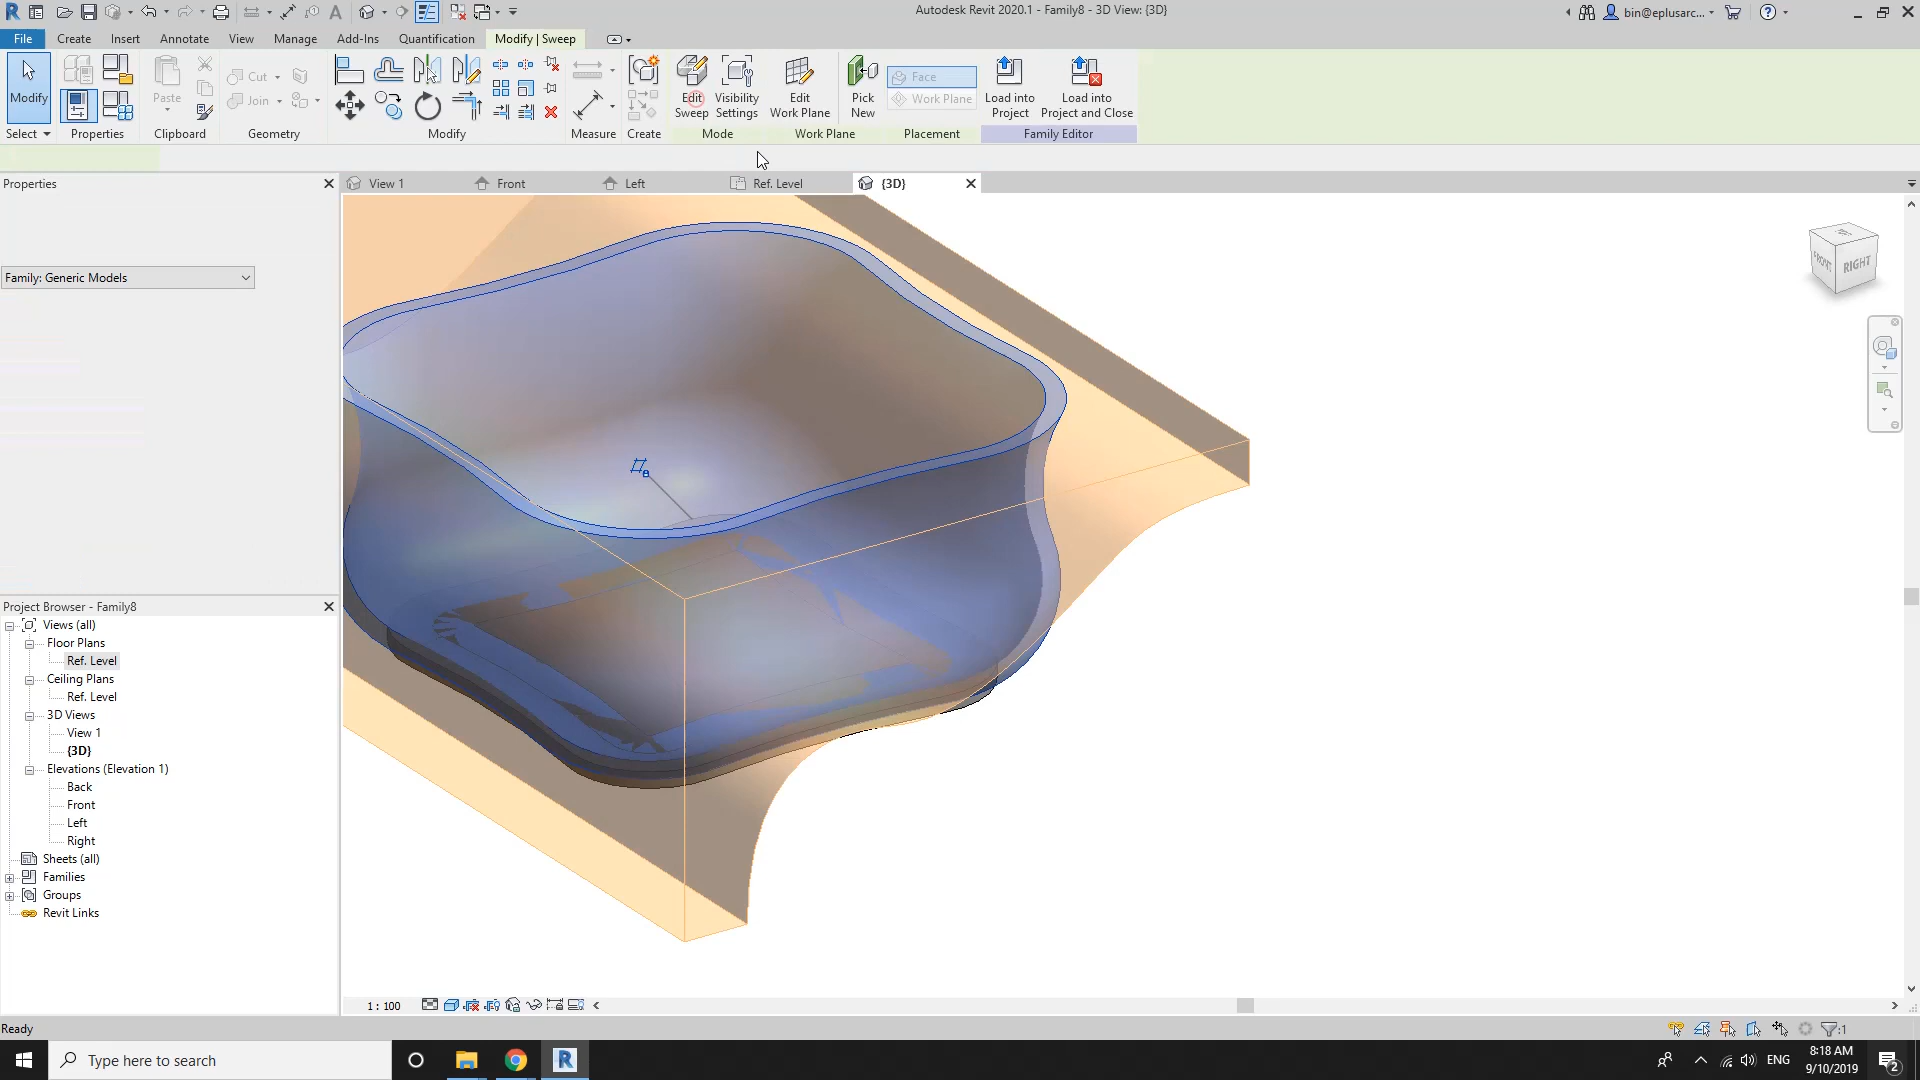 Autodesk Revit 2020.1 - Family8 - 3D View: {3D}
bin@eplusarc...
File Create Insert Annotate View Manage Add-Ins Quantification Modify | Sweep
Modify
Paste
Cut
Join
Edit Sweep
Visibility Settings
Edit Work Plane
Pick New
Face
Work Plane
Load into Project
Load into Project and Close
Select Properties Clipboard Geometry Modify Measure Create Mode Work Plane Placement Family Editor
Properties
View 1 Front Left Ref. Level {3D}
TOP
FRONT RIGHT
Family: Generic Models
Project Browser - Family8
Views (all)
Floor Plans
Ref. Level
Ceiling Plans
Ref. Level
3D Views
View 1
{3D}
Elevations (Elevation 1)
Back
Front
Left
Right
Sheets (all)
Families
Groups
Revit Links
1 : 100
Ready
:1
Type here to search
ENG
8:18 AM
9/10/2019
2